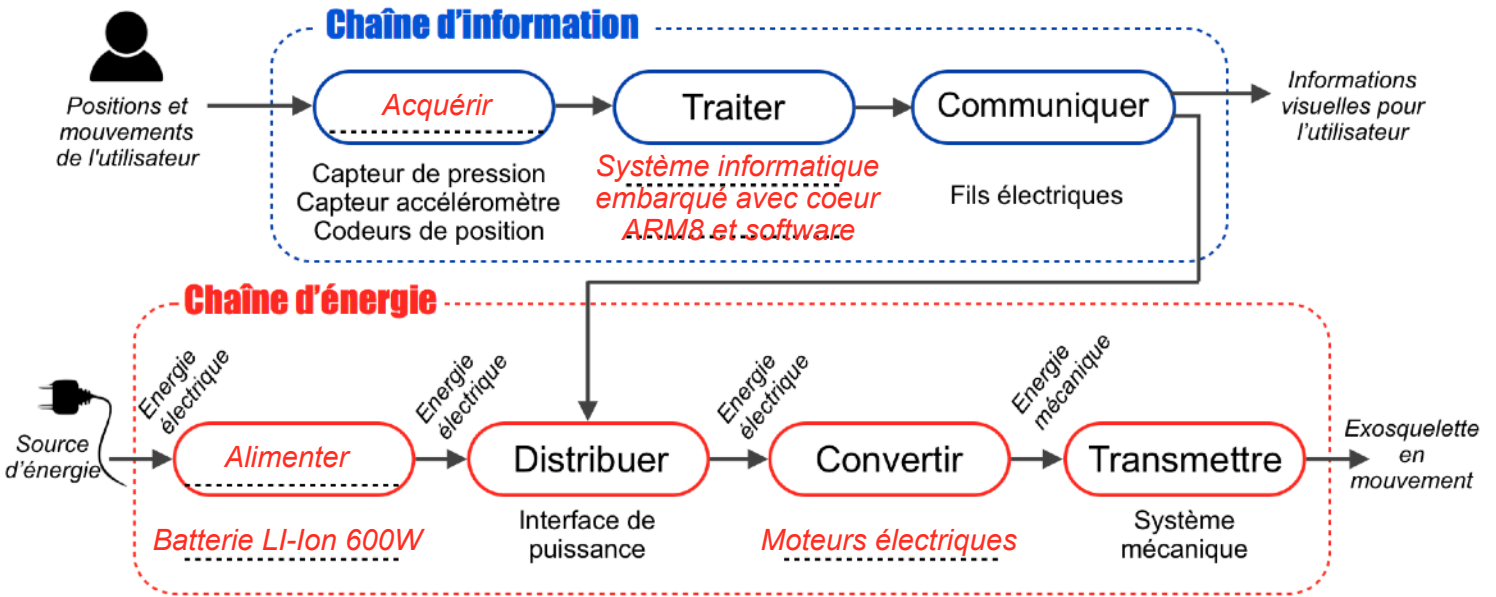 Chaîne d'information
Positions et
mouvements
de l'utilisateur
Acquérir
Capteur de pression
Capteur accéléromètre
Codeurs de position
Traiter
Système informatique
embarqué avec coeur
ARM8 et software
Communiquer
Fils électriques
Informations
visuelles pour
l'utilisateur
Chaîne d'énergie
Source
d'énergie
Energie
électrique
Alimenter
Batterie LI-Ion 600W
Energie
électrique
Distribuer
Interface de
puissance
Energie
électrique
Convertir
Moteurs électriques
Energie
mécanique
Transmettre
Système
mécanique
Exosquelette
en
mouvement